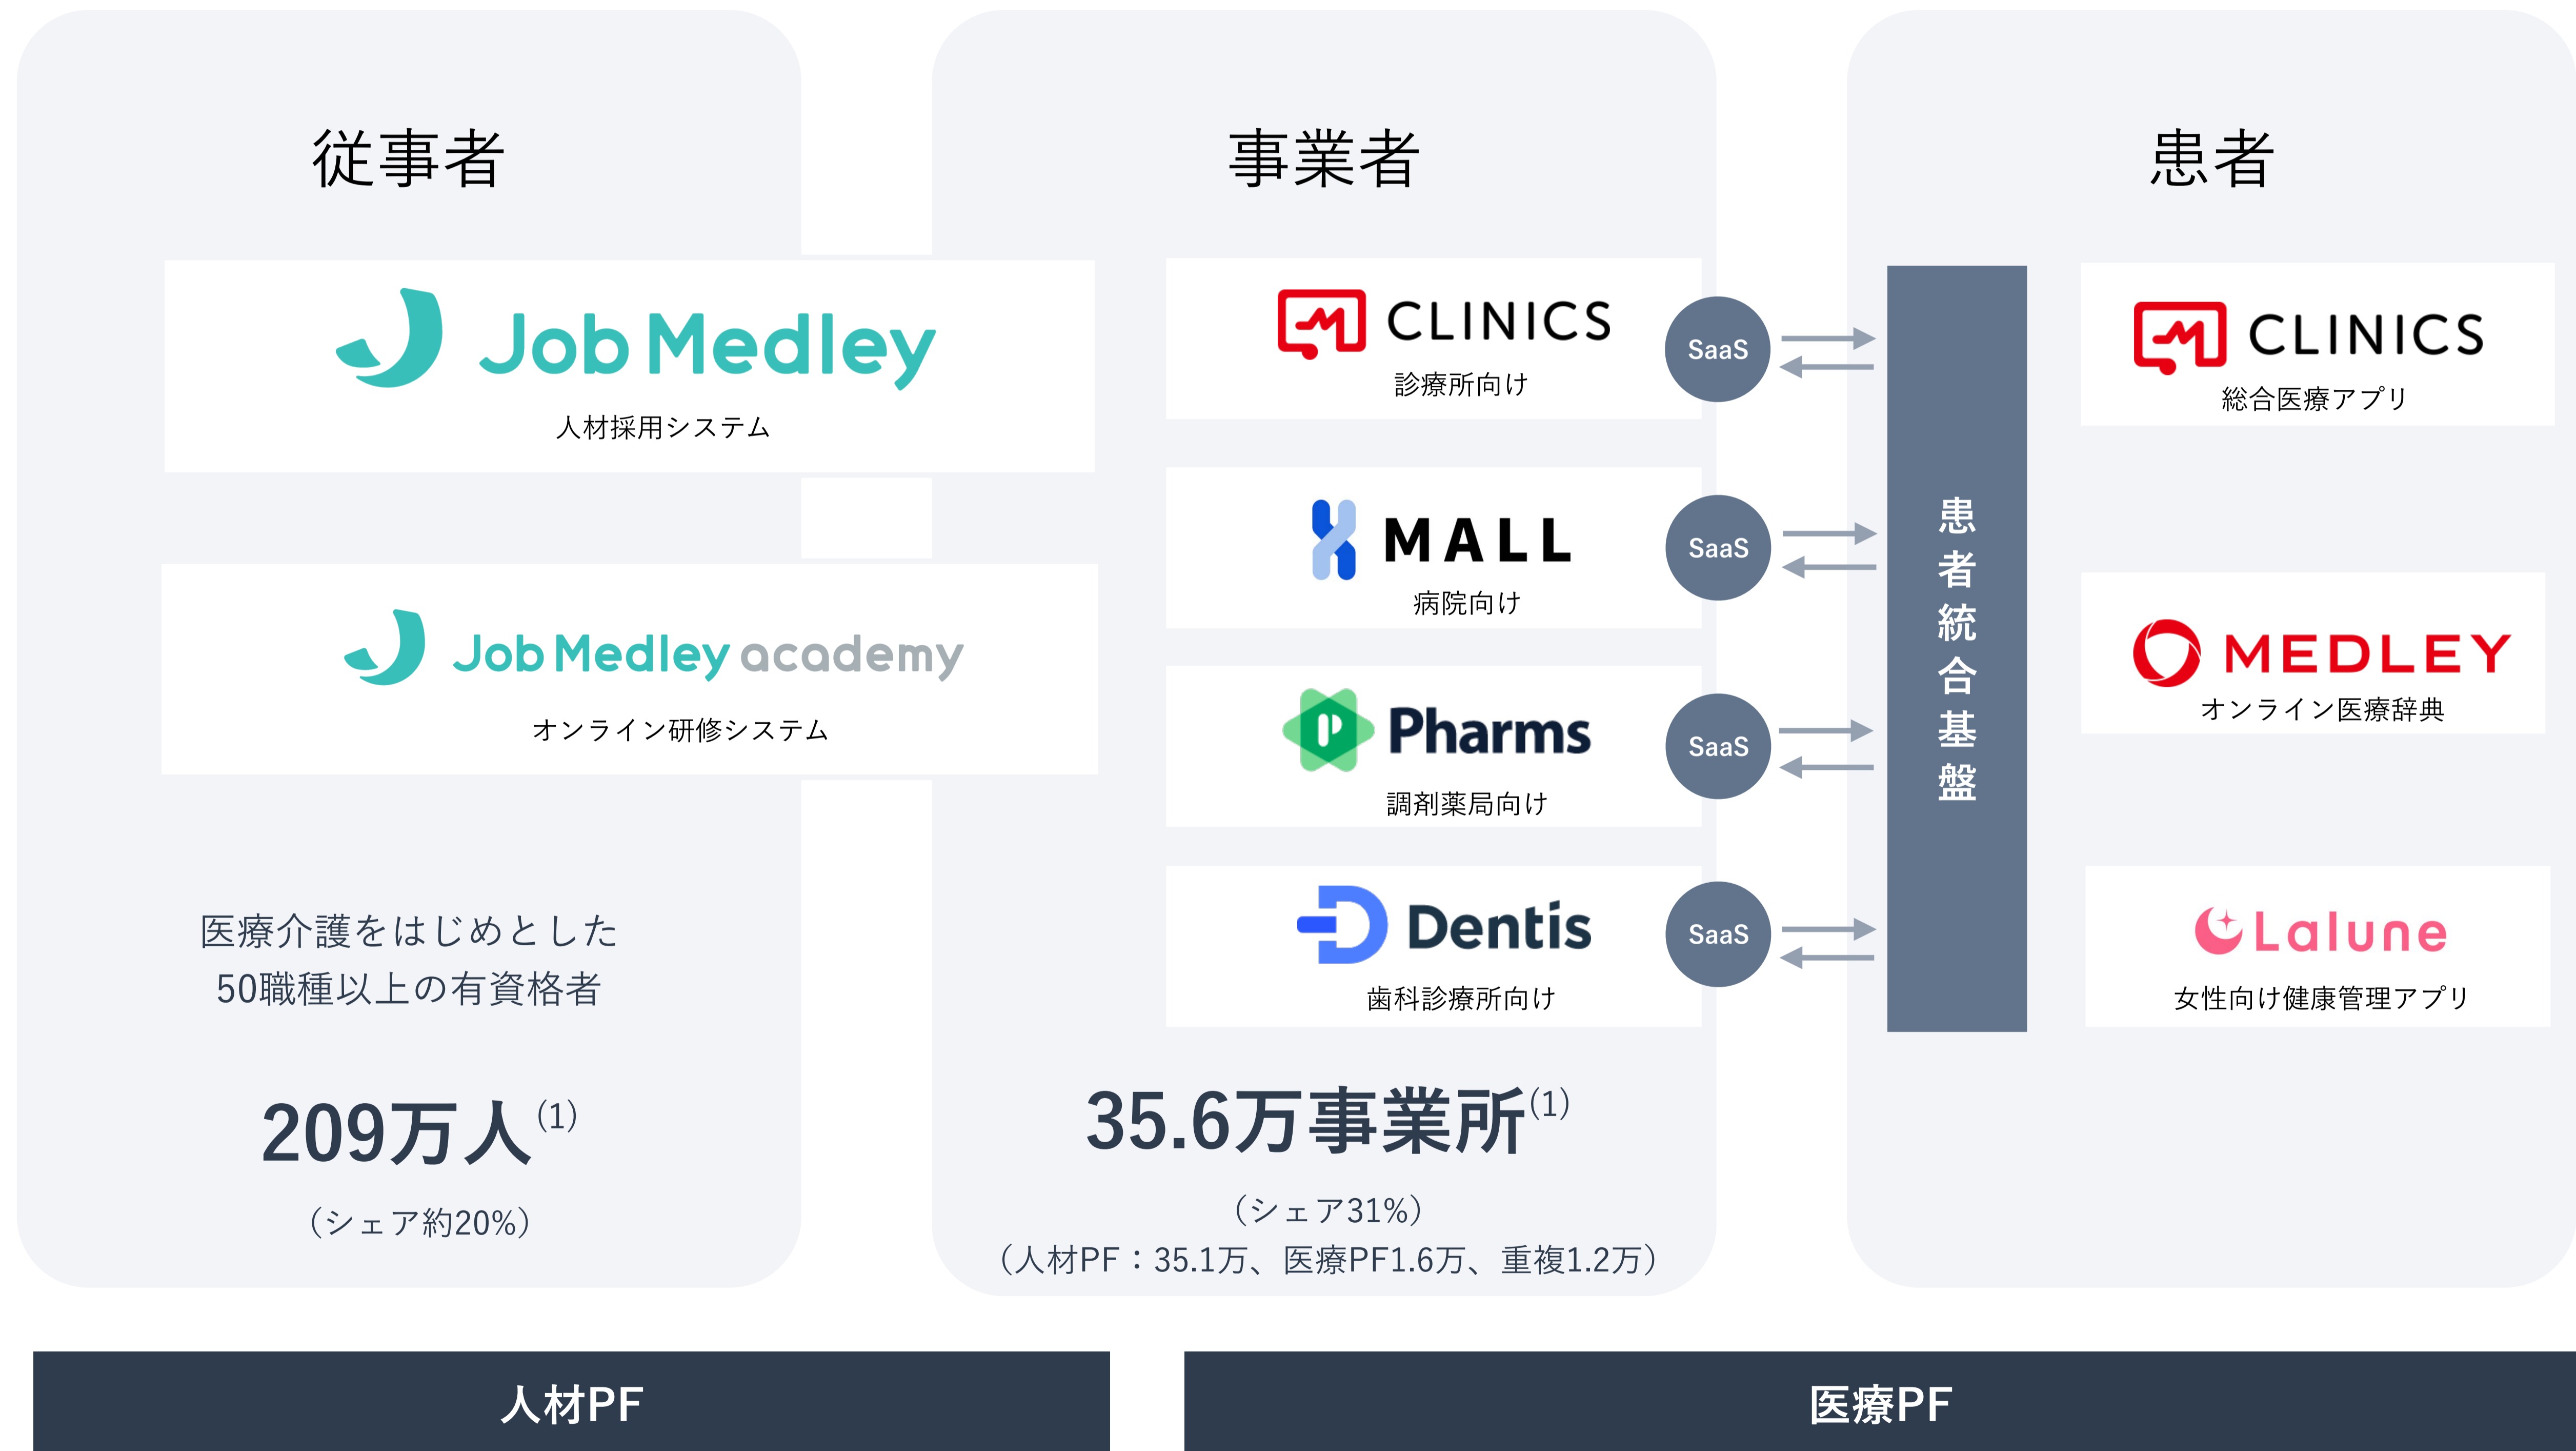 従事者
Job Medley
人材採用システム
Job Medley academy
オンライン研修システム
医療介護をはじめとした
50職種以上の有資格者
209万人(1)
（シェア約20%）
事業者
CLINICS
診療所向け
SaaS
MALL
病院向け
SaaS
Pharms
調剤薬局向け
SaaS
Dentis
歯科診療所向け
SaaS
35.6万事業所(1)
（シェア31%）
（人材PF：35.1万、医療PF1.6万、重複1.2万）
患者
患者統合基盤
CLINICS
総合医療アプリ
MEDLEY
オンライン医療辞典
Lalune
女性向け健康管理アプリ
人材PF
医療PF